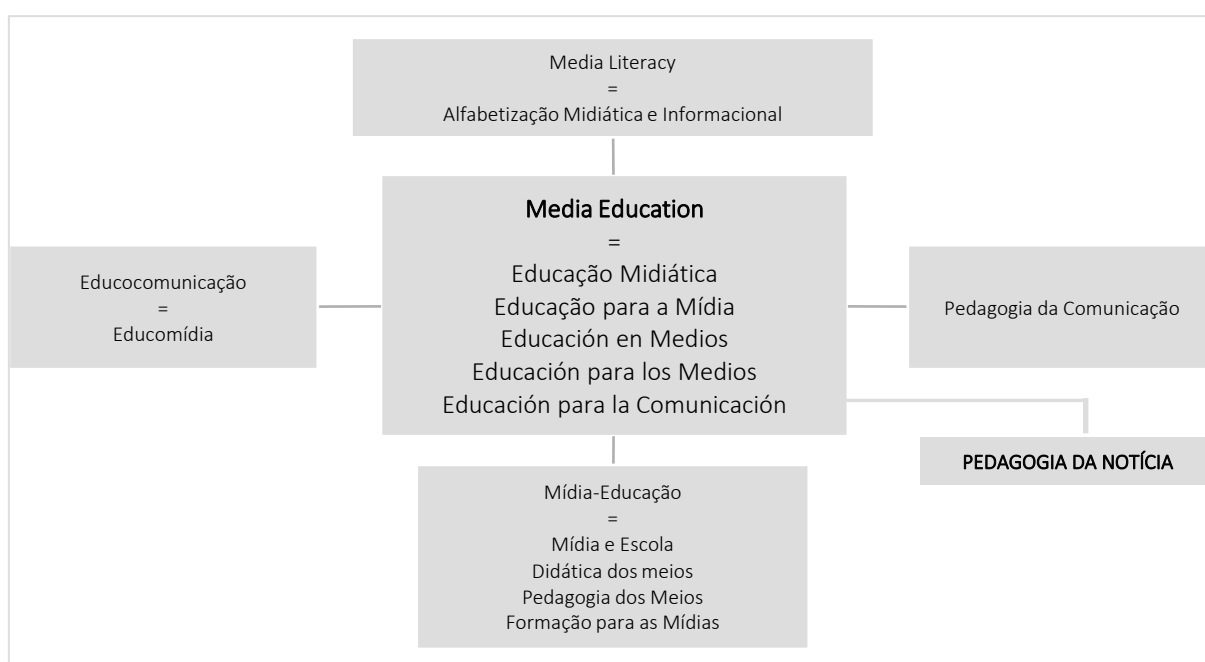 Media Literacy
=
Alfabetização Midiática e Informacional
Media Education
=
Educação Midiática
Educação para a Mídia
Educación en Medios
Educación para los Medios
Educación para la Comunicación
Educocomunicação
=
Educomídia
Pedagogia da Comunicação
PEDAGOGIA DA NOTÍCIA
Mídia-Educação
=
Mídia e Escola
Didática dos meios
Pedagogia dos Meios
Formação para as Mídias